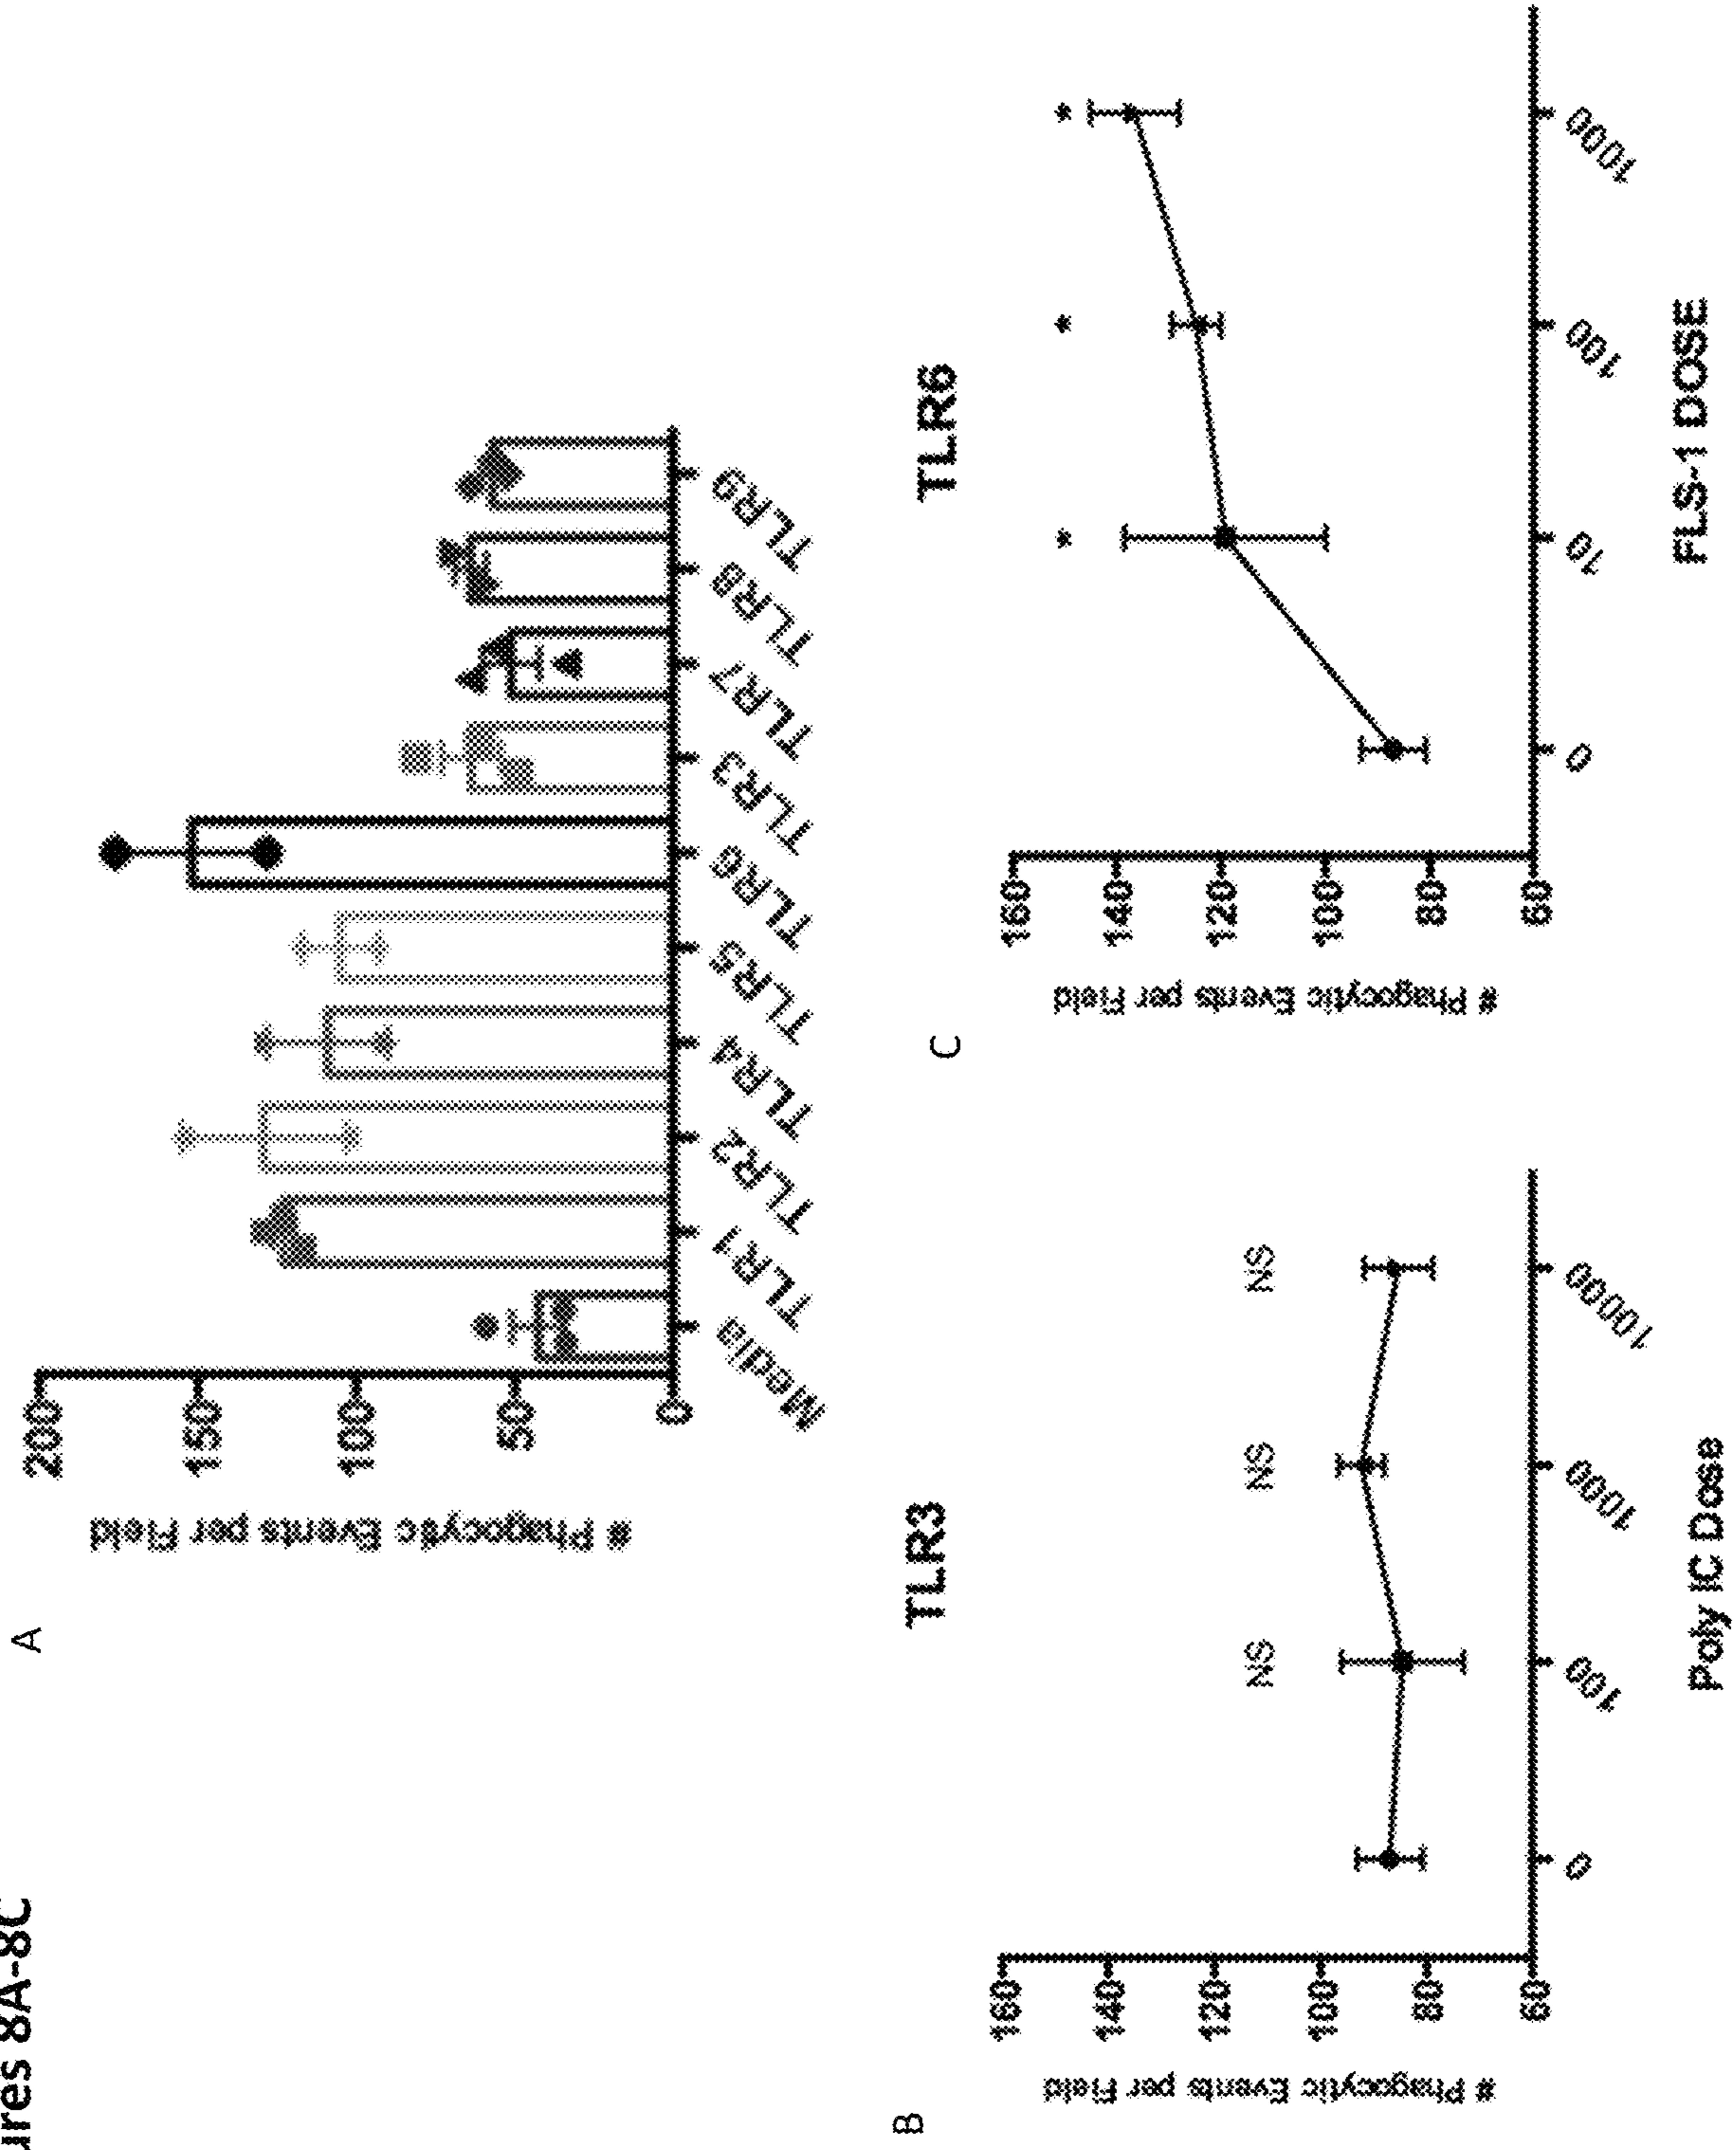 ures 8A-8C
A
# Phagocytic Events per Field
200
150
100
50
0
Media
TLR1
TLR2
TLR4
TLR5
TLR6
TLR3
TLR7
TLR8
TLR9
B
TLR3
# Phagocytic Events per Field
160
140
120
100
80
60
NS
NS
NS
0
100
1000
10000
Poly IC Dose
C
TLR6
# Phagocytic Events per Field
160
140
120
100
80
60
*
*
*
0
10
100
1000
FLS-1 DOSE